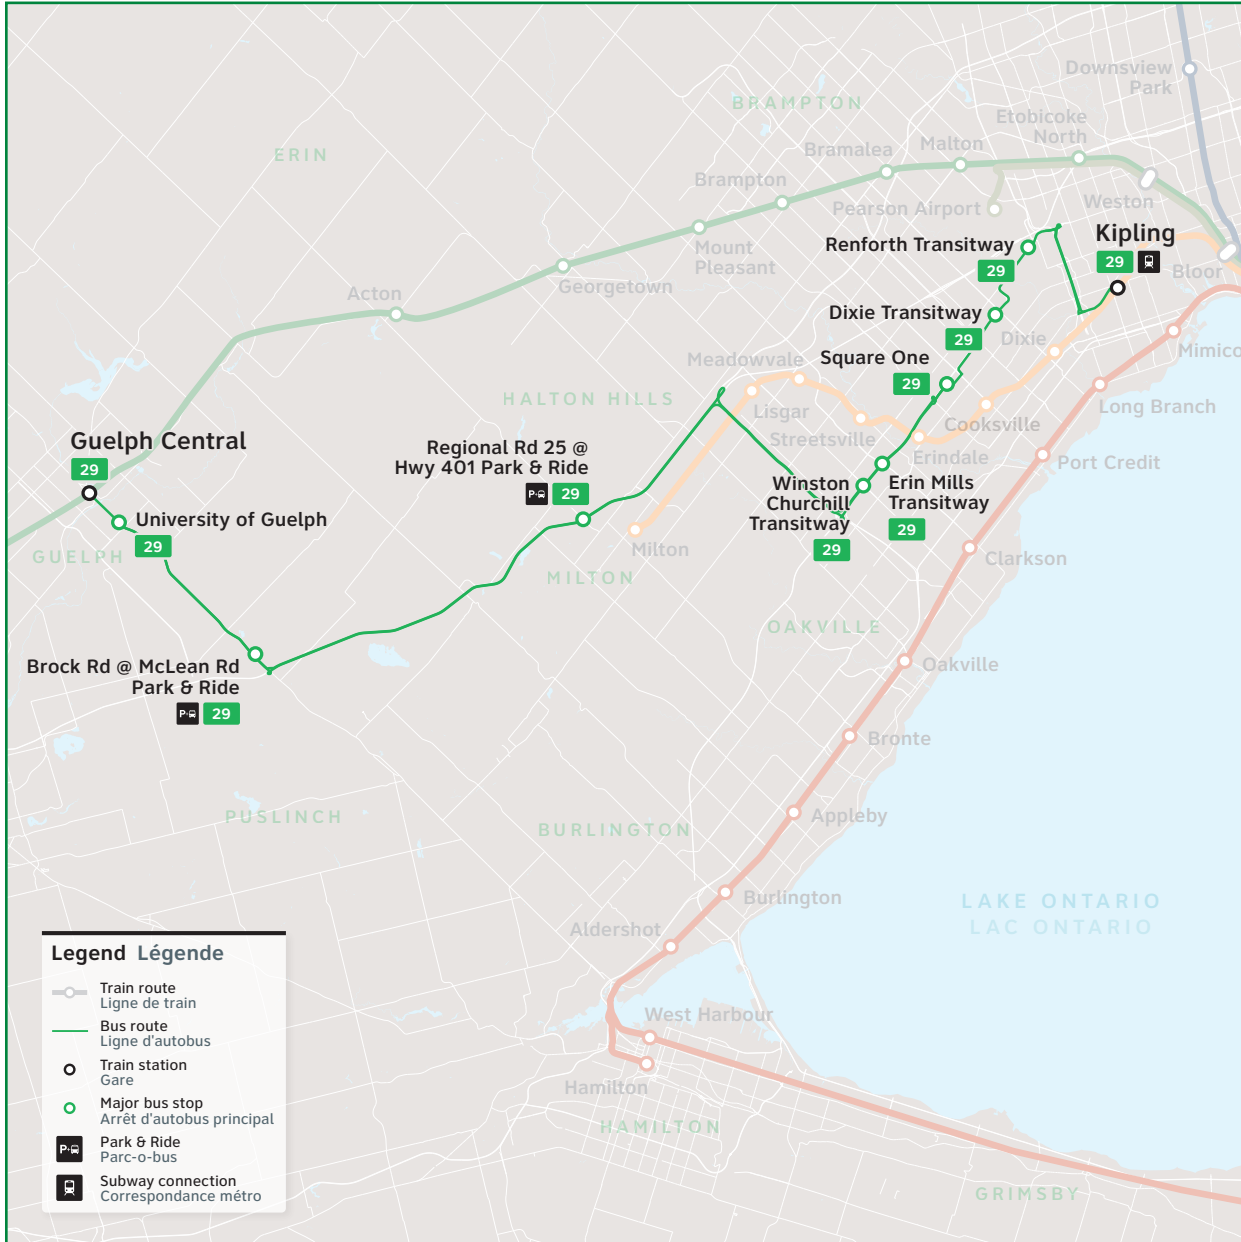 Downsview
Park
BRAMPTON
Etobicoke
North
ERIN
Bramalea
Malton
Brampton
Weston
Pearson Airport
Kipling
29
Renforth Transitway
29
Mount
Pleasant
Bloor
Georgetown
Acton
Dixie Transitway
29
Dixie
Mimico
Square One
29
Meadowvale
HALTON HILLS
Lisgar
Long Branch
Streetsville
Cooksville
Guelph Central
29
Regional Rd 25 @
Hwy 401 Park & Ride
P 29
Erindale
Port Credit
Winston
Churchill
Transitway
29
Erin Mills
Transitway
29
University of Guelph
29
GUELPH
Milton
MILTON
Clarkson
OAKVILLE
Brock Rd @ McLean Rd
Park & Ride
P 29
Oakville
Bronte
PUSLINCH
BURLINGTON
Appleby
Burlington
LAKE ONTARIO
LAC ONTARIO
Aldershot
West Harbour
Hamilton
HAMILTON
GRIMSBY
Legend Légende
Train route
Ligne de train
Bus route
Ligne d'autobus
Train station
Gare
Major bus stop
Arrêt d'autobus principal
P
Park & Ride
Parc-o-bus
Subway connection
Correspondance métro